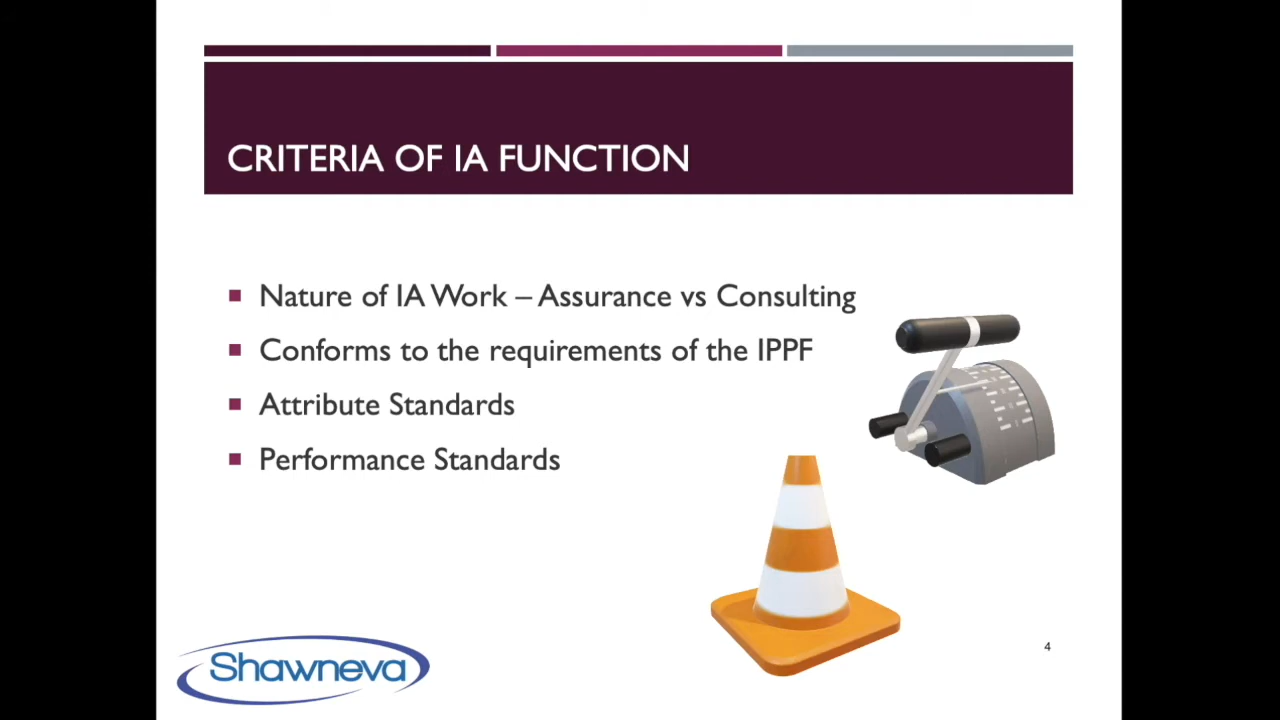 CRITERIA OF IA FUNCTION
Nature of IA Work – Assurance vs Consulting
Conforms to the requirements of the IPPF
Attribute Standards
Performance Standards
Shawneva
4